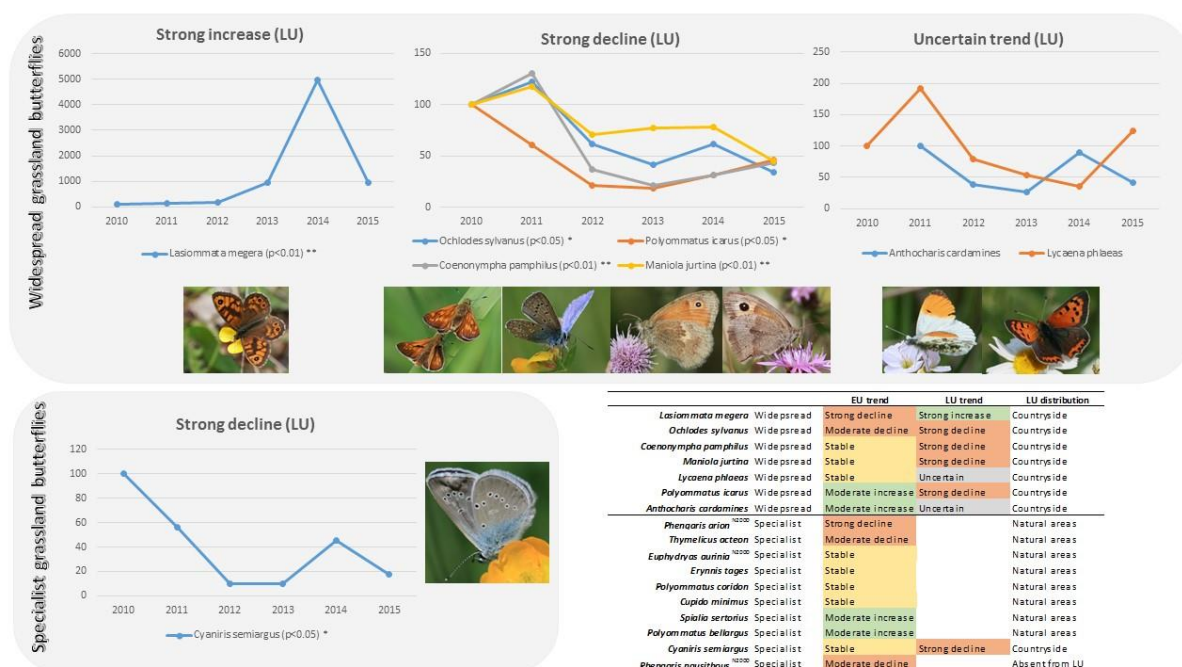 Widespread grassland butterflies
Strong increase (LU)
6000
5000
4000
3000
2000
1000
0
2010 2011 2012 2013 2014 2015
Lasiommata megera (p<0.01) **
Strong decline (LU)
150
100
50
0
2010 2011 2012 2013 2014 2015
Ochlodes sylvanus (p<0.05) * Polyommatus icarus (p<0.05) *
Coenonympha pamphilus (p<0.01) ** Maniola jurtina (p<0.01) **
Uncertain trend (LU)
250
200
150
100
50
0
2010 2011 2012 2013 2014 2015
Anthocharis cardamines Lycaena phlaeas
Specialist grassland butterflies
Strong decline (LU)
120
100
80
60
40
20
0
2010 2011 2012 2013 2014 2015
Cyaniris semiargus (p<0.05) *
EU trend LU trend LU distribution
Lasiommata megera Widepsread Strong decline Strong increase Countryside
Ochlodes sylvanus Widepsread Moderate decline Strong decline Countryside
Coenonympha pamphilus Widepsread Stable Strong decline Countryside
Maniola jurtina Widepsread Stable Strong decline Countryside
Lycaena phlaeas Widepsread Stable Uncertain Countryside
Polyommatus icarus Widepsread Moderate increase Strong decline Countryside
Anthocharis cardamines Widepsread Moderate increase Uncertain Countryside
Phengaris arion N2000 Specialist Strong decline Natural areas
Thymelicus acteon Specialist Moderate decline Natural areas
Euphydryas aurinia N2000 Specialist Stable Natural areas
Erynnis tages Specialist Stable Natural areas
Polyommatus coridon Specialist Stable Natural areas
Cupido minimus Specialist Stable Natural areas
Spialia sertorius Specialist Moderate increase Natural areas
Polyommatus bellargus Specialist Moderate increase Natural areas
Cyaniris semiargus Specialist Stable Strong decline Countryside
Phengaris nausithous N2000 Specialist Moderate decline Absent from LU